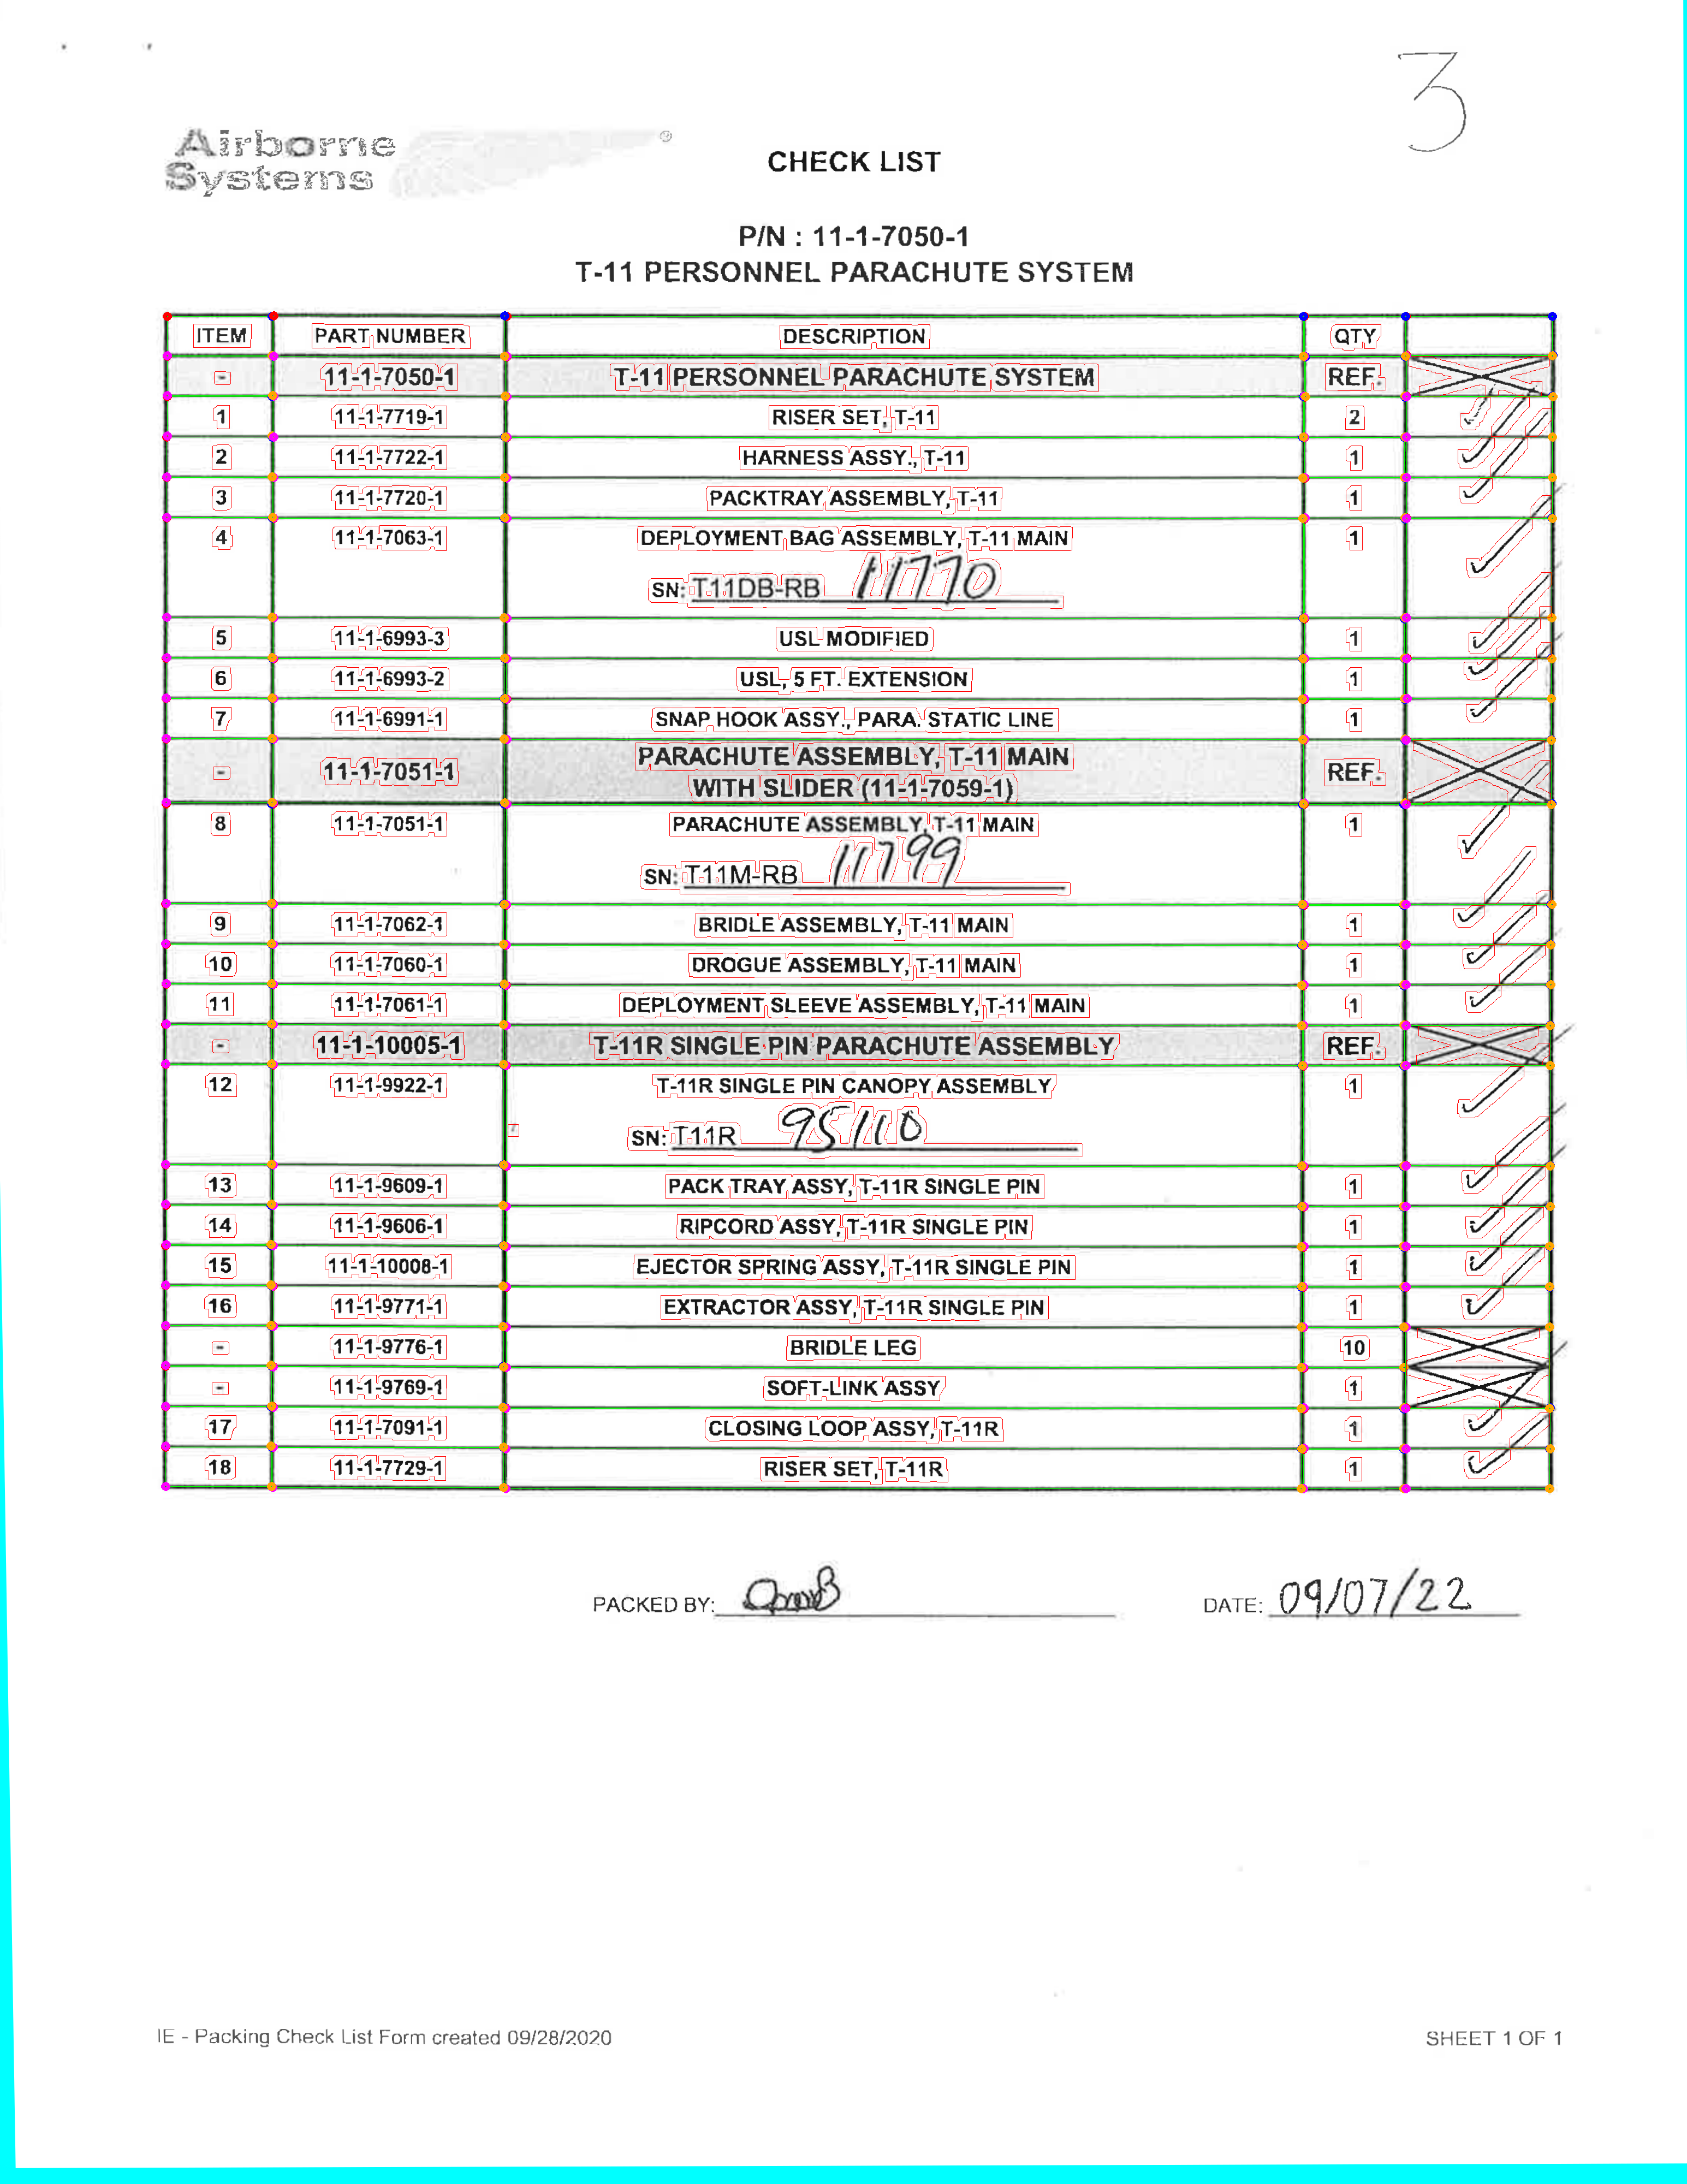 3
Airborne
Systems
CHECK LIST
P/N : 11-1-7050-1
T-11 PERSONNEL PARACHUTE SYSTEM
ITEM PART NUMBER DESCRIPTION QTY
- 11-1-7050-1 T-11 PERSONNEL PARACHUTE SYSTEM REF.
1 11-1-7719-1 RISER SET, T-11 2
2 11-1-7722-1 HARNESS ASSY., T-11 1
3 11-1-7720-1 PACKTRAY ASSEMBLY, T-11 1
4 11-1-7063-1 DEPLOYMENT BAG ASSEMBLY, T-11 MAIN 1
SN: T11DB-RB 11770
5 11-1-6993-3 USL MODIFIED 1
6 11-1-6993-2 USL, 5 FT. EXTENSION 1
7 11-1-6991-1 SNAP HOOK ASSY., PARA. STATIC LINE 1
- 11-1-7051-1 PARACHUTE ASSEMBLY, T-11 MAIN
WITH SLIDER (11-1-7059-1) REF.
8 11-1-7051-1 PARACHUTE ASSEMBLY, T-11 MAIN 1
SN: T11M-RB 11799
9 11-1-7062-1 BRIDLE ASSEMBLY, T-11 MAIN 1
10 11-1-7060-1 DROGUE ASSEMBLY, T-11 MAIN 1
11 11-1-7061-1 DEPLOYMENT SLEEVE ASSEMBLY, T-11 MAIN 1
- 11-1-10005-1 T-11R SINGLE PIN PARACHUTE ASSEMBLY REF.
12 11-1-9922-1 T-11R SINGLE PIN CANOPY ASSEMBLY 1
SN: T11R 95110
13 11-1-9609-1 PACK TRAY ASSY, T-11R SINGLE PIN 1
14 11-1-9606-1 RIPCORD ASSY, T-11R SINGLE PIN 1
15 11-1-10008-1 EJECTOR SPRING ASSY, T-11R SINGLE PIN 1
16 11-1-9771-1 EXTRACTOR ASSY, T-11R SINGLE PIN 1
- 11-1-9776-1 BRIDLE LEG 10
- 11-1-9769-1 SOFT-LINK ASSY 1
17 11-1-7091-1 CLOSING LOOP ASSY, T-11R 1
18 11-1-7729-1 RISER SET, T-11R 1
PACKED BY: DATE: 09/07/22
IE - Packing Check List Form created 09/28/2020 SHEET 1 OF 1